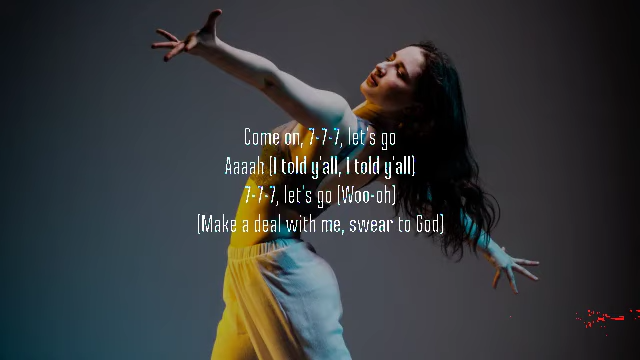 Come on, 7-7-7, let's go
Aaaah (I told y'all, I told y'all)
7-7-7, let's go (Woo-oh)
(Make a deal with me, swear to God)